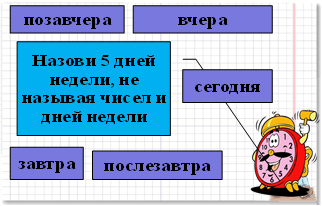 позавчера
вчера
Назови 5 дней
недели, не
называя чисел и
дней недели
сегодня
завтра
послезавтра